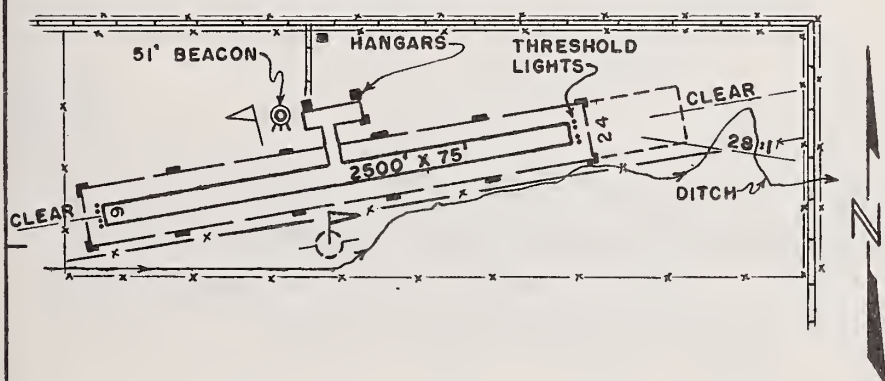 51' BEACON
HANGARS
THRESHOLD
LIGHTS
CLEAR
24
28:1
2500' X 75'
DITCH
6
CLEAR
N